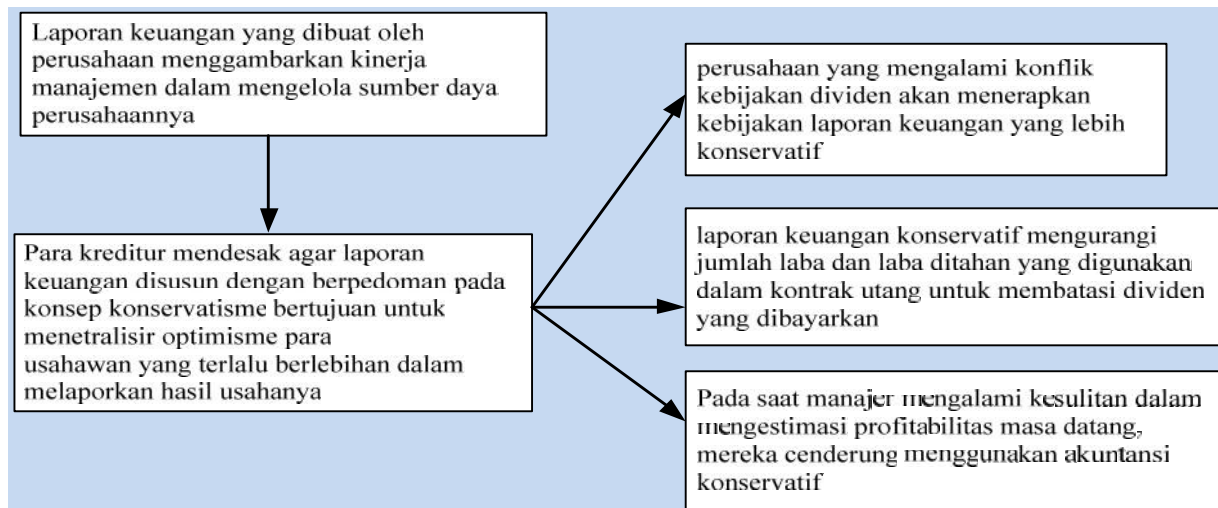 Laporan keuangan yang dibuat oleh
perusahaan menggambarkan kinerja
manajemen dalam mengelola sumber daya
perusahaannya
Para kreditur mendesak agar laporan
keuangan disusun dengan berpedoman pada
konsep konservatisme bertujuan untuk
menetralisir optimisme para
usahawan yang terlalu berlebihan dalam
melaporkan hasil usahanya
perusahaan yang mengalami konflik
kebijakan dividen akan menerapkan
kebijakan laporan keuangan yang lebih
konservatif
laporan keuangan konservatif mengurangi
jumlah laba dan laba ditahan yang digunakan
dalam kontrak utang untuk membatasi dividen
yang dibayarkan
Pada saat manajer mengalami kesulitan dalam
mengestimasi profitabilitas masa datang,
mereka cenderung menggunakan akuntansi
konservatif